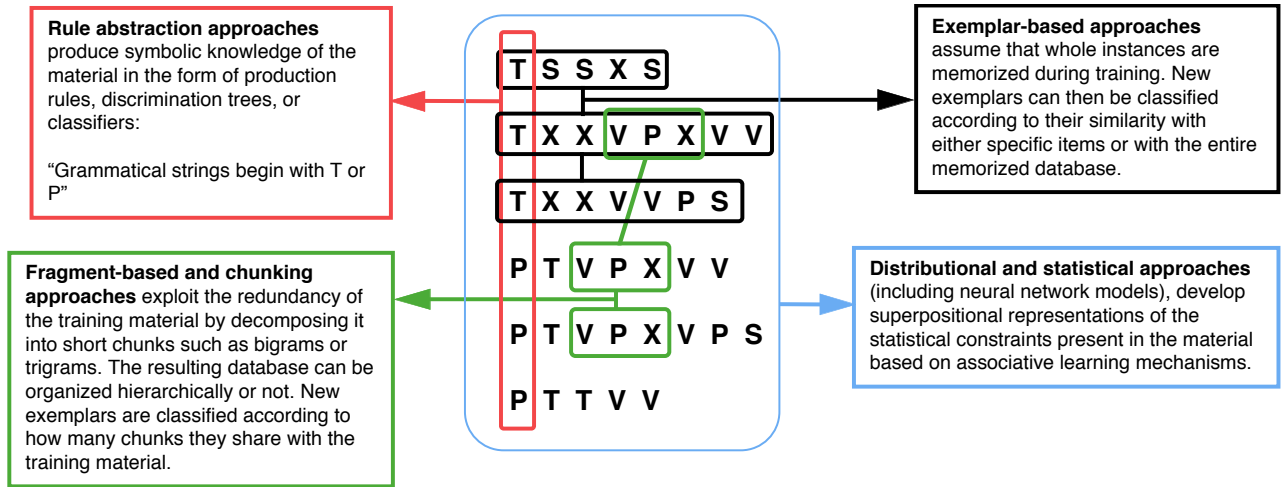 Rule abstraction approaches
produce symbolic knowledge of the
material in the form of production
rules, discrimination trees, or
classifiers:
“Grammatical strings begin with T or
P”
Fragment-based and chunking
approaches exploit the redundancy of
the training material by decomposing it
into short chunks such as bigrams or
trigrams. The resulting database can be
organized hierarchically or not. New
exemplars are classified according to
how many chunks they share with the
training material.
T S S X S
T X X V P X V V
T X X V V P S
P T V P X V V
P T V P X V P S
P T T V V
Exemplar-based approaches
assume that whole instances are
memorized during training. New
exemplars can then be classified
according to their similarity with
either specific items or with the entire
memorized database.
Distributional and statistical approaches
(including neural network models), develop
superpositional representations of the
statistical constraints present in the material
based on associative learning mechanisms.